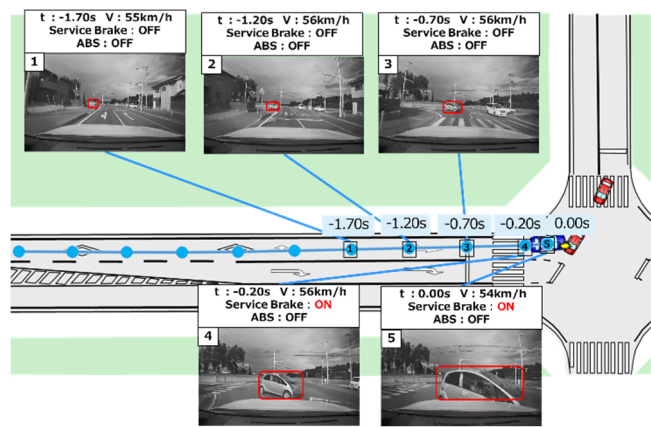 t : -1.70s V : 55km/h
Service Brake : OFF
ABS : OFF
1
t : -1.20s V : 56km/h
Service Brake : OFF
ABS : OFF
2
t : -0.70s V : 56km/h
Service Brake : OFF
ABS : OFF
3
-1.70s
-1.20s
-0.70s
-0.20s
0.00s
1
2
3
4
5
t : -0.20s V : 56km/h
Service Brake : ON
ABS : OFF
4
t : 0.00s V : 54km/h
Service Brake : ON
ABS : OFF
5